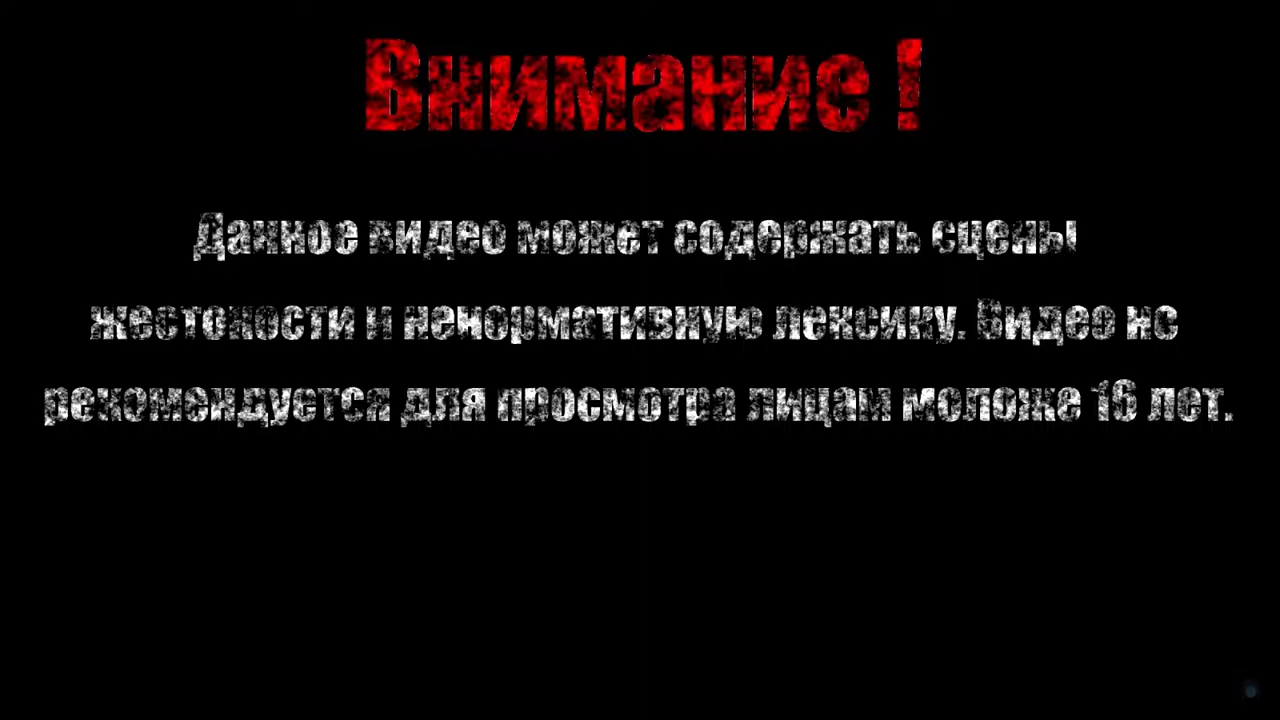 Внимание !
Данное видео может содержать сцены
жестокости и ненормативную лексику. Видео не
рекомендуется для просмотра лицам моложе 16 лет.